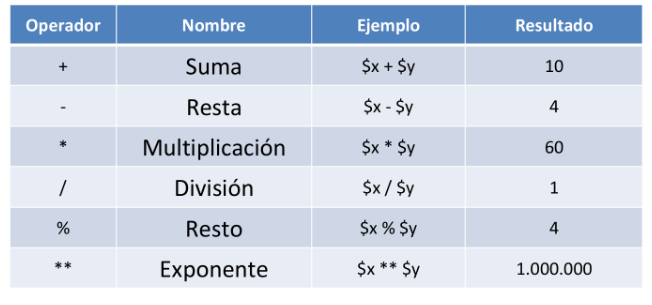 Operador Nombre Ejemplo Resultado
+ Suma $x + $y 10
- Resta $x - $y 4
* Multiplicación $x * $y 60
/ División $x / $y 1
% Resto $x % $y 4
** Exponente $x ** $y 1.000.000